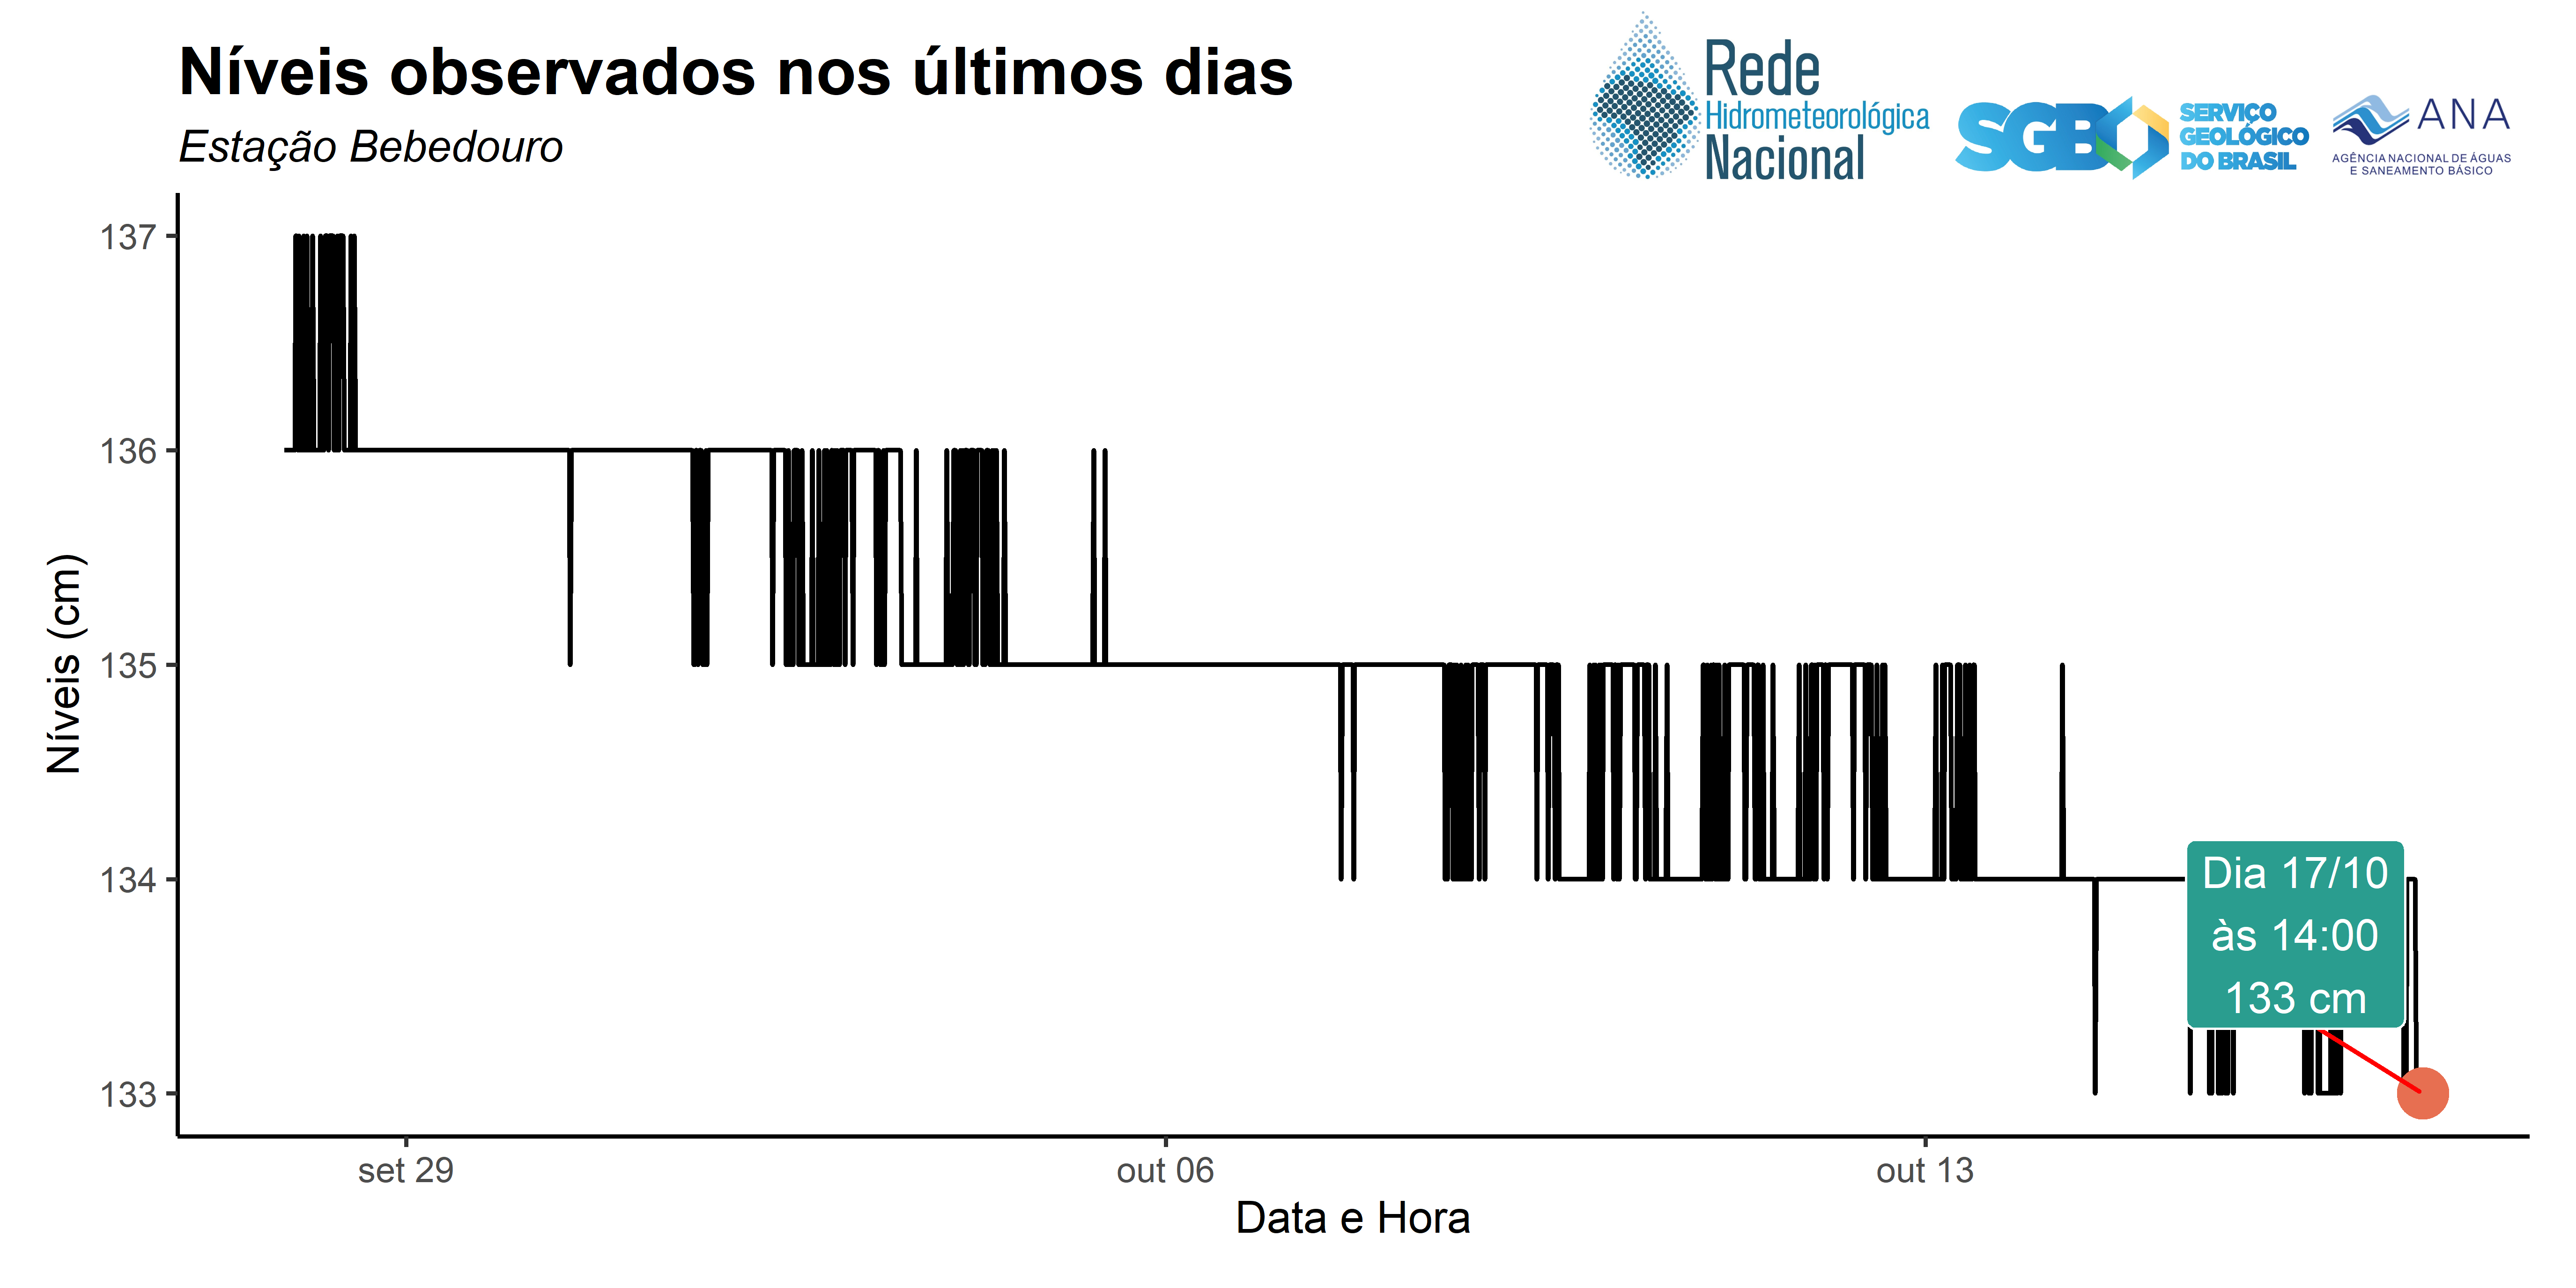 Níveis observados nos últimos dias
Estação Bebedouro
Rede
Hidrometeorológica
Nacional
SGB
SERVIÇO
GEOLÓGICO
DO BRASIL
ANA
AGÊNCIA NACIONAL DE ÁGUAS
E SANEAMENTO BÁSICO
Níveis (cm)
137
136
135
134
133
Dia 17/10
às 14:00
133 cm
set 29
out 06
out 13
Data e Hora